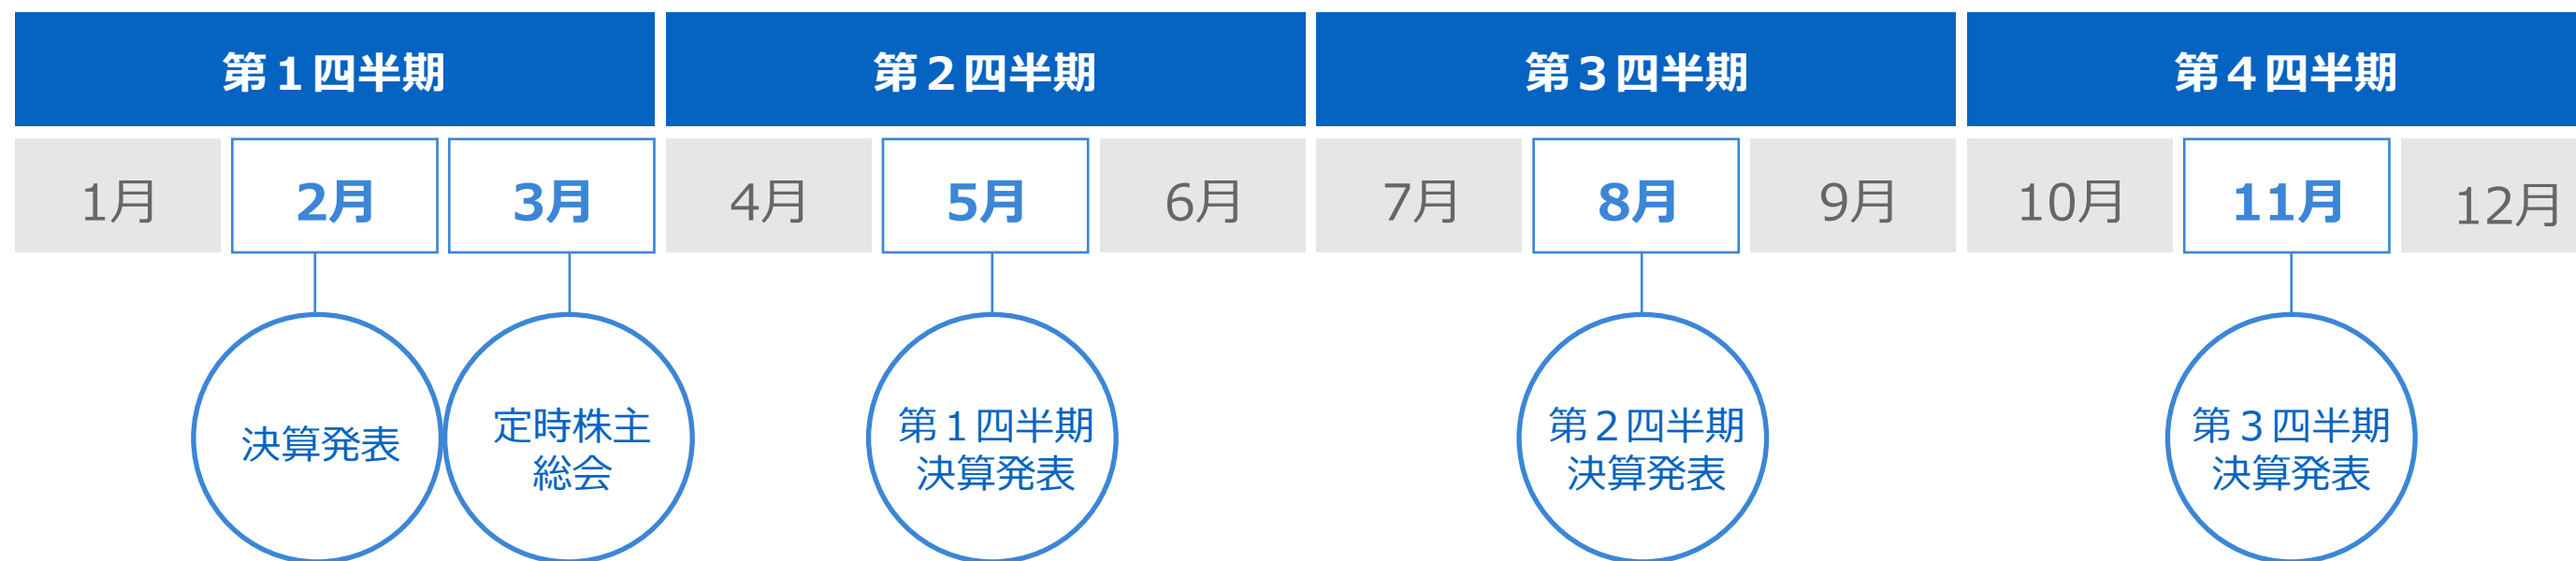 第１四半期
第２四半期
第３四半期
第４四半期
1月
2月
3月
4月
5月
6月
7月
8月
9月
10月
11月
12月
決算発表
定時株主
総会
第１四半期
決算発表
第２四半期
決算発表
第３四半期
決算発表